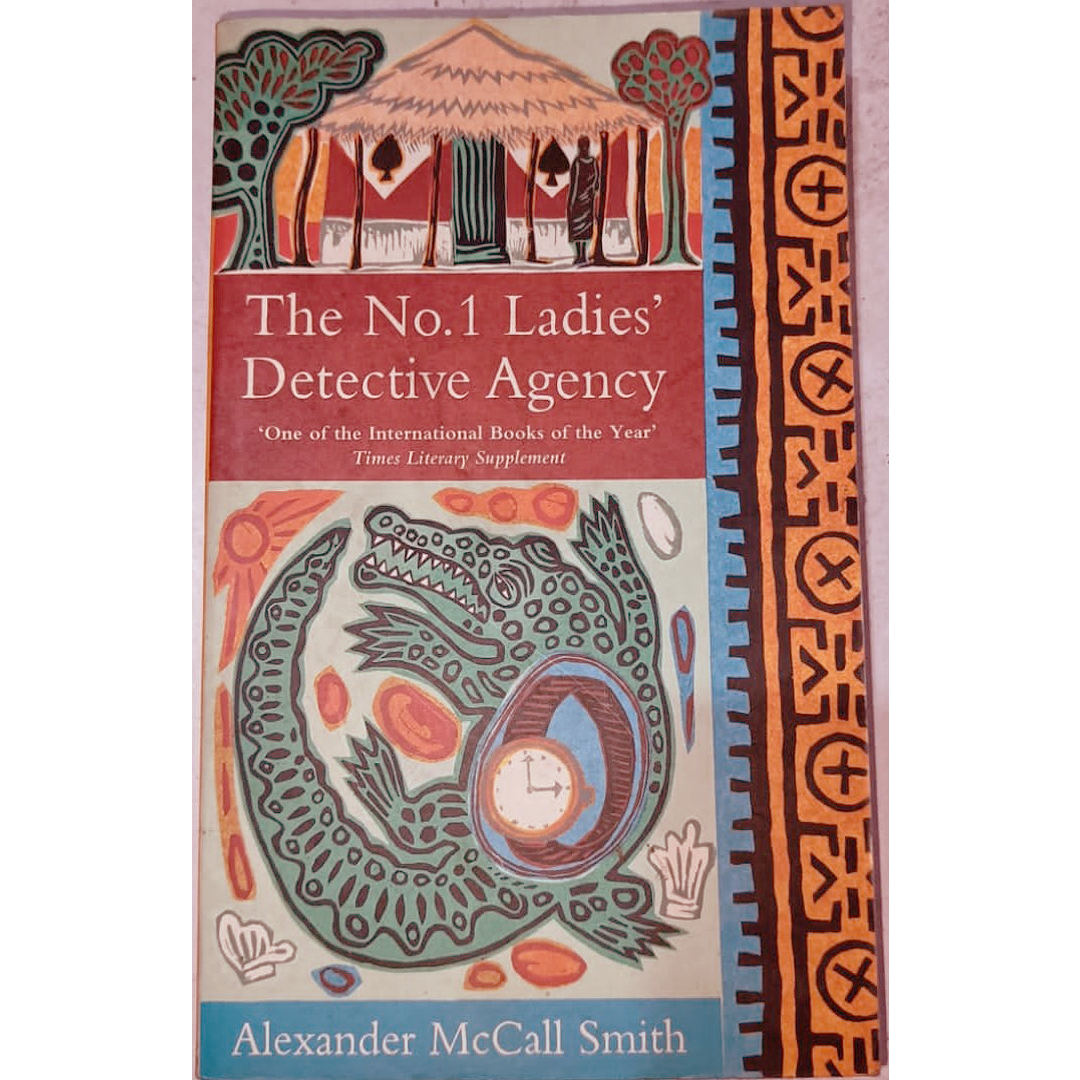 The No.1 Ladies’
Detective Agency
‘One of the International Books of the Year’
Times Literary Supplement
Alexander McCall Smith